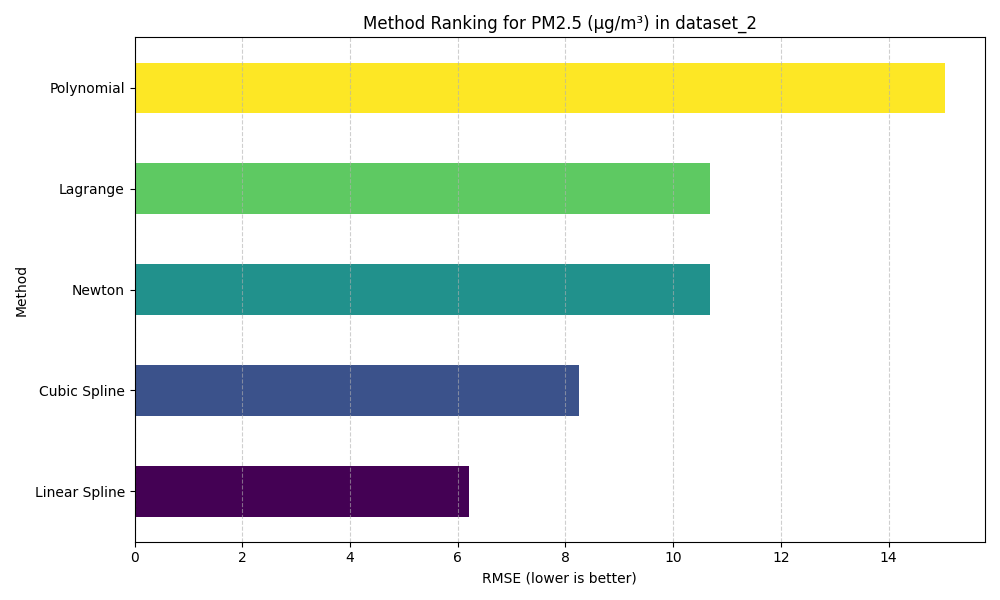 Method Ranking for PM2.5 (μg/m³) in dataset_2
Method
Polynomial
Lagrange
Newton
Cubic Spline
Linear Spline
0 2 4 6 8 10 12 14
RMSE (lower is better)